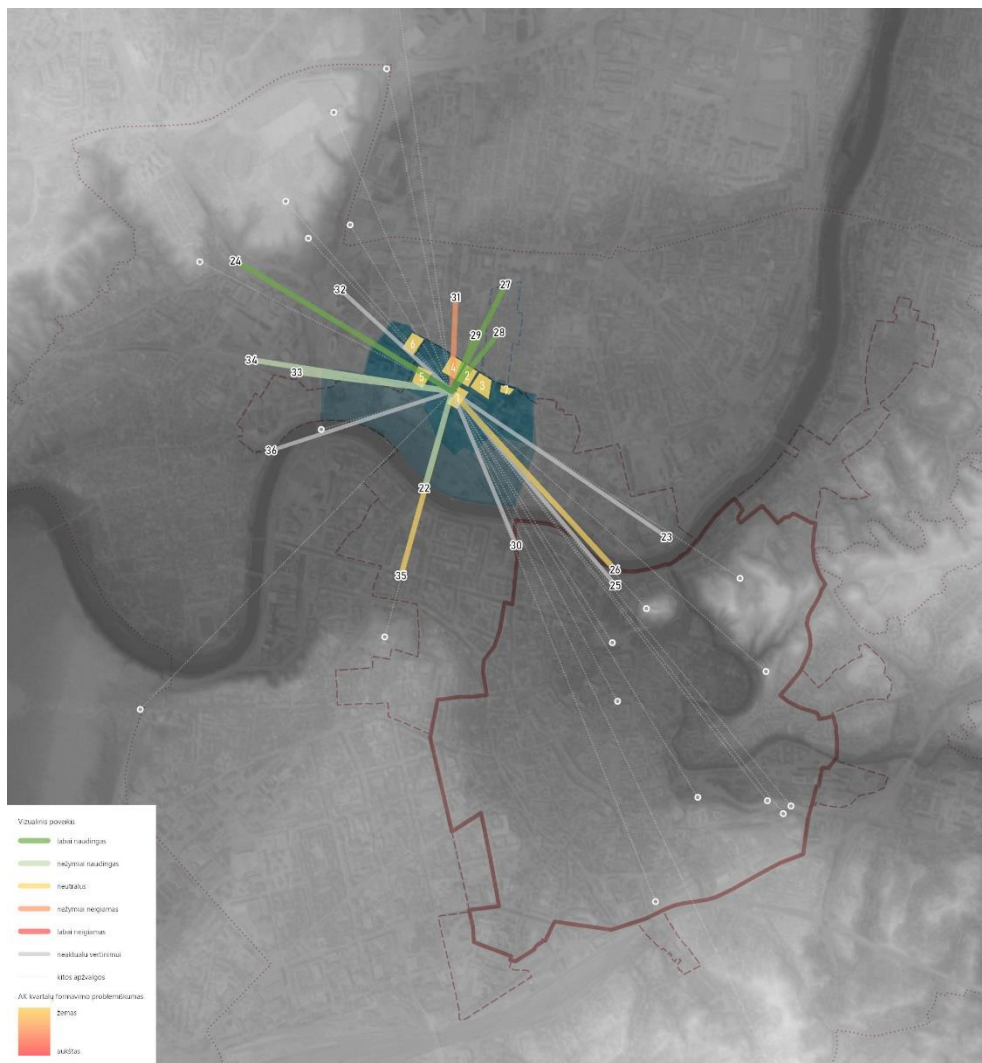 27
24
32
31
29
28
6
4
2
5
3
34
33
1
36
22
23
30
26
35
25
Vizualinis poveikis
labai naudingas
nežymiai naudingas
neutralus
nežymiai neigiamas
labai neigiamas
neaktualu vertinimui
kitos apžvalgos
AK kvartalų formavimo problemiškumas
žemas
aukštas